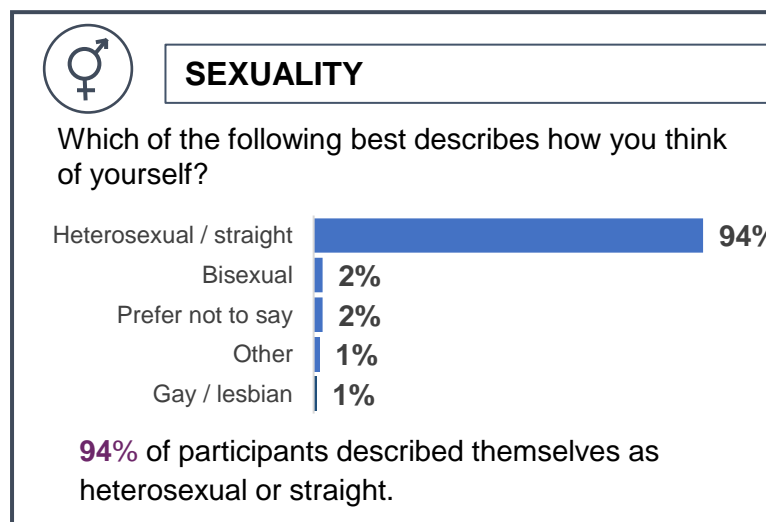 SEXUALITY
Which of the following best describes how you think
of yourself?
Heterosexual / straight 94%
Bisexual 2%
Prefer not to say 2%
Other 1%
Gay / lesbian 1%
94% of participants described themselves as
heterosexual or straight.